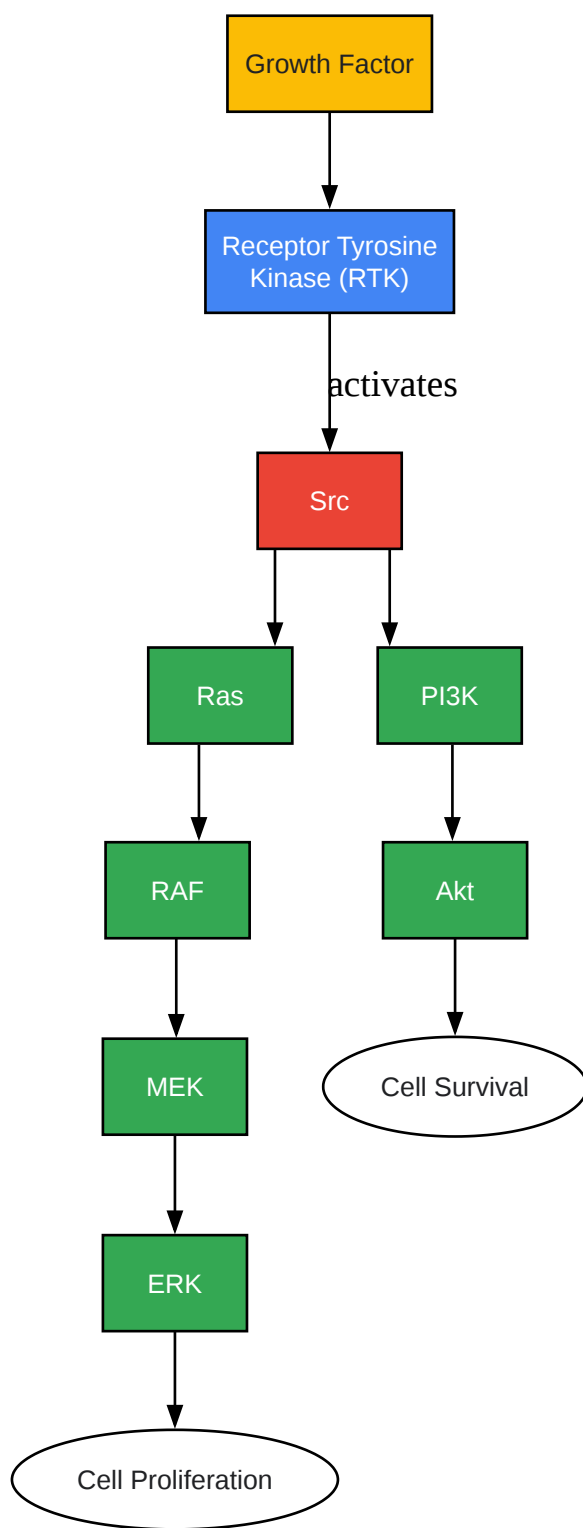 Growth Factor
Receptor Tyrosine
Kinase (RTK)
activates
Src
Ras
PI3K
RAF
Akt
MEK
Cell Survival
ERK
Cell Proliferation